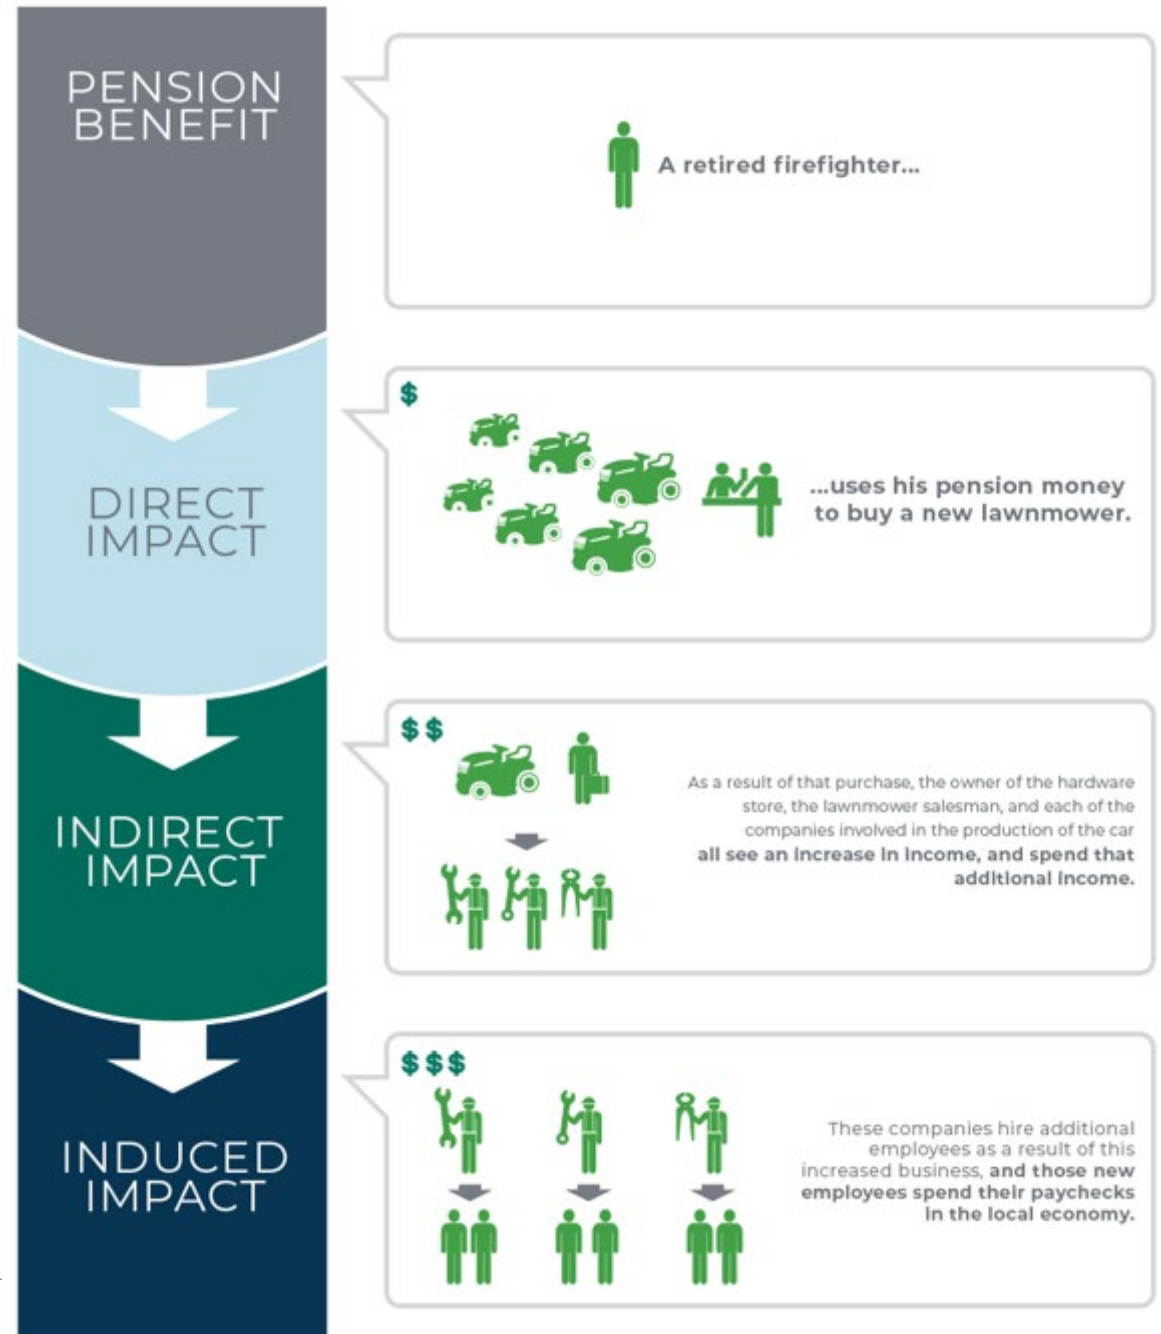 PENSION
BENEFIT
A retired firefighter...
DIRECT
IMPACT
$
...uses his pension money
to buy a new lawnmower.
INDIRECT
IMPACT
$$
As a result of that purchase, the owner of the hardware
store, the lawnmower salesman, and each of the
companies involved in the production of the car
all see an increase in income, and spend that
additional income.
INDUCED
IMPACT
$$$
These companies hire additional
employees as a result of this
increased business, and those new
employees spend their paychecks
in the local economy.